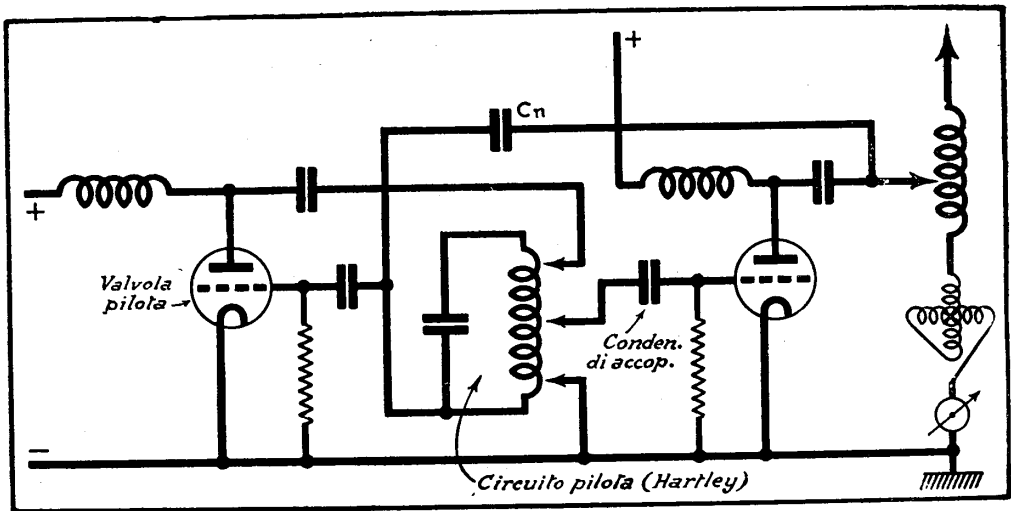 +
Cn
+
Valvola
pilota
Conden.
di accop.
−
Circuito pilota (Hartley)